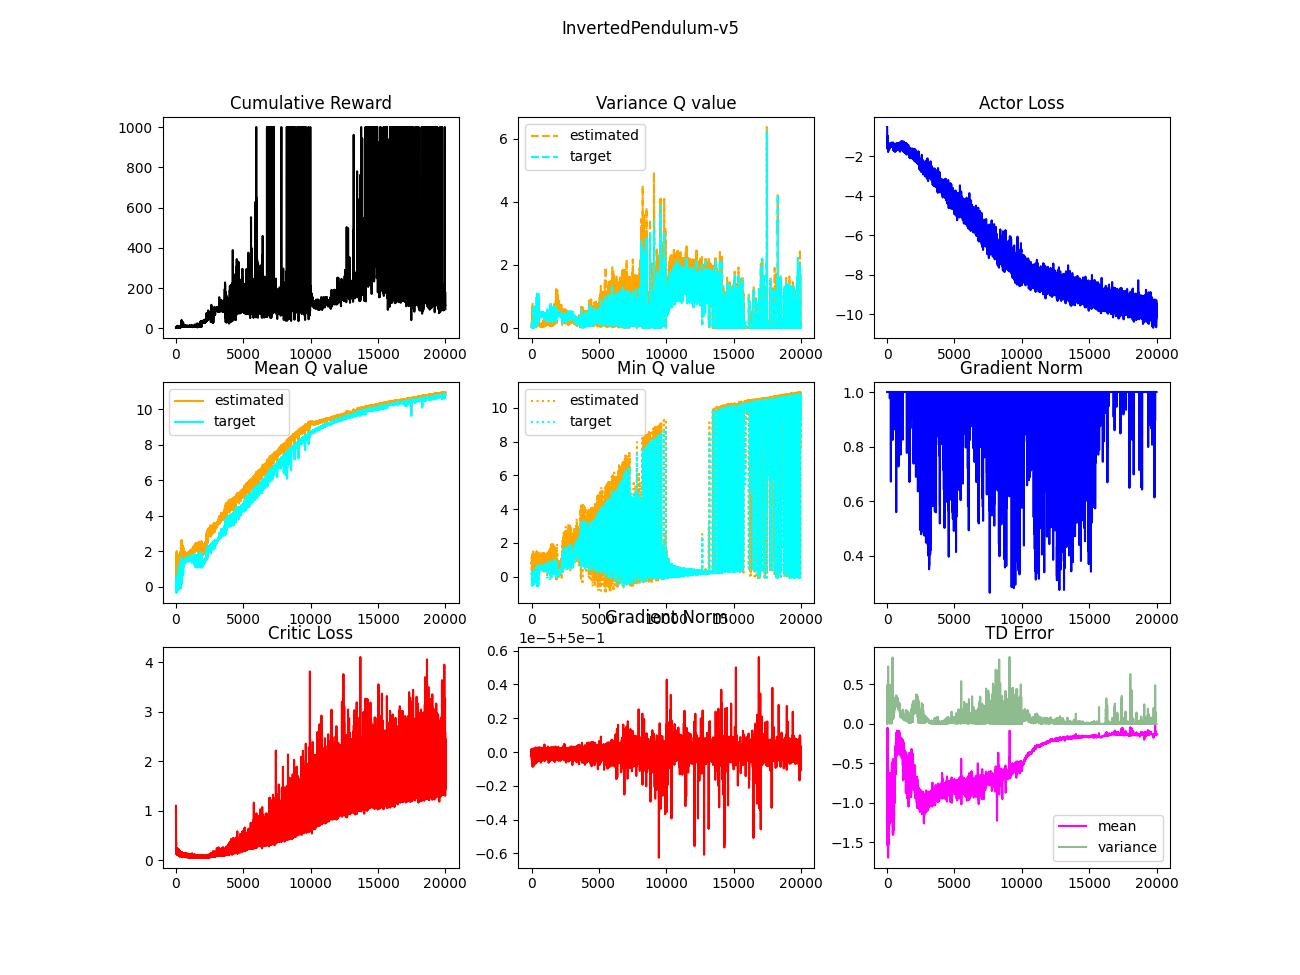 InvertedPendulum-v5
Cumulative Reward
1000
800
600
400
200
0
0 5000 10000 15000 20000
Variance Q value
estimated
target
6
4
2
0
0 5000 10000 15000 20000
Actor Loss
−2
−4
−6
−8
−10
0 5000 10000 15000 20000
Mean Q value
estimated
target
10
8
6
4
2
0
0 5000 10000 15000 20000
Min Q value
estimated
target
10
8
6
4
2
0
0 5000 10000 15000 20000
Gradient Norm
1.0
0.8
0.6
0.4
0 5000 10000 15000 20000
Critic Loss
4
3
2
1
0
0 5000 10000 15000 20000
Gradient Norm
1e-5+5e-1
0.6
0.4
0.2
0.0
−0.2
−0.4
−0.6
0 5000 10000 15000 20000
TD Error
0.5
0.0
−0.5
−1.0
−1.5
mean
variance
0 5000 10000 15000 20000